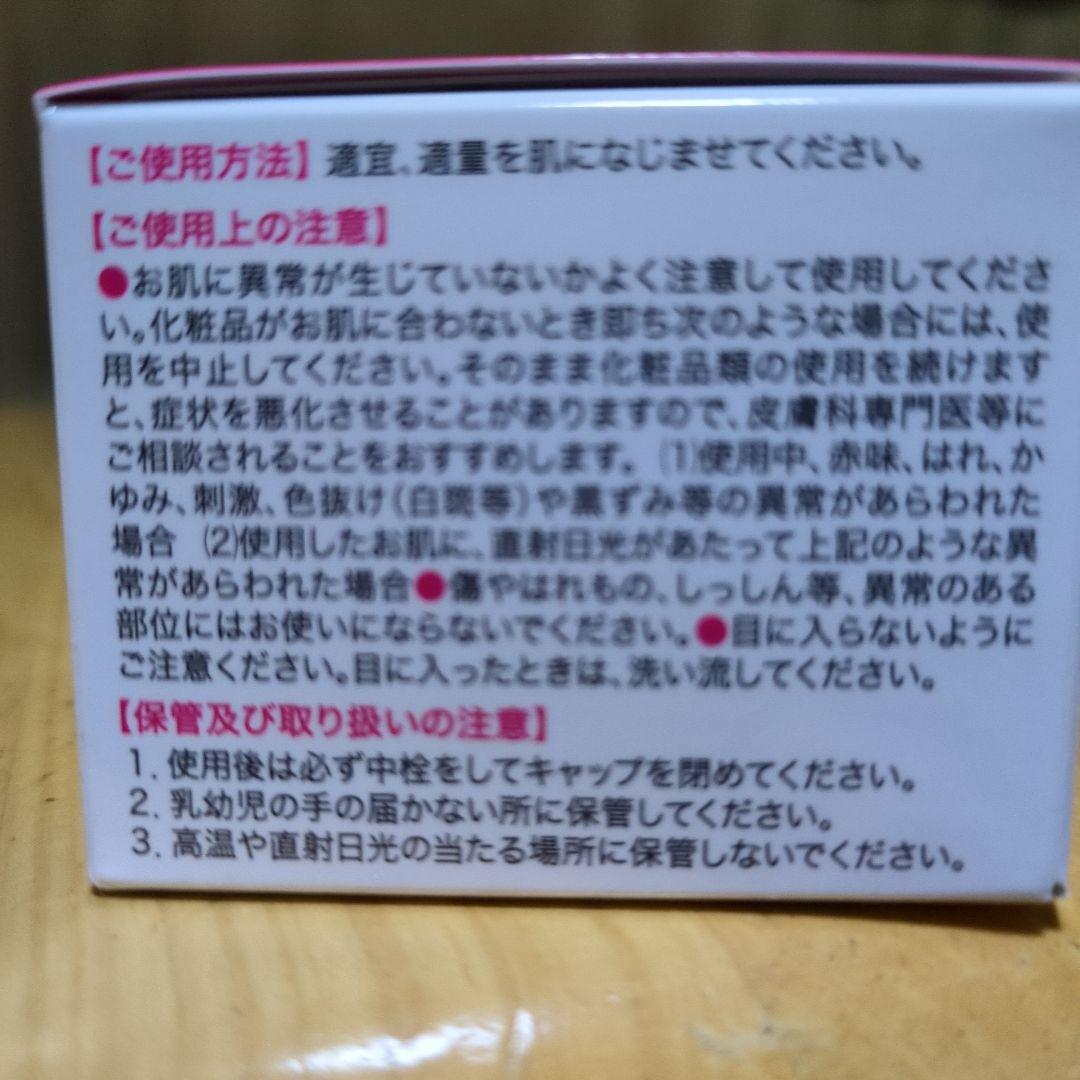 【ご使用方法】適宜、適量を肌になじませてください。
【ご使用上の注意】
●お肌に異常が生じていないかよく注意して使用してくださ
い。化粧品がお肌に合わないとき即ち次のような場合には、使
用を中止してください。そのまま化粧品類の使用を続けます
と、症状を悪化させることがありますので、皮膚科専門医等に
ご相談されることをおすすめします。 (1)使用中、赤味、はれ、か
ゆみ、刺激、色抜け(白斑等)や黒ずみ等の異常があらわれた
場合 (2)使用したお肌に、直射日光があたって上記のような異
常があらわれた場合●傷やはれもの、しっしん等、異常のある
部位にはお使いにならないでください。●目に入らないように
ご注意ください。目に入ったときは、洗い流してください。
【保管及び取り扱いの注意】
1. 使用後は必ず中栓をしてキャップを閉めてください。
2. 乳幼児の手の届かない所に保管してください。
3. 高温や直射日光の当たる場所に保管しないでください。